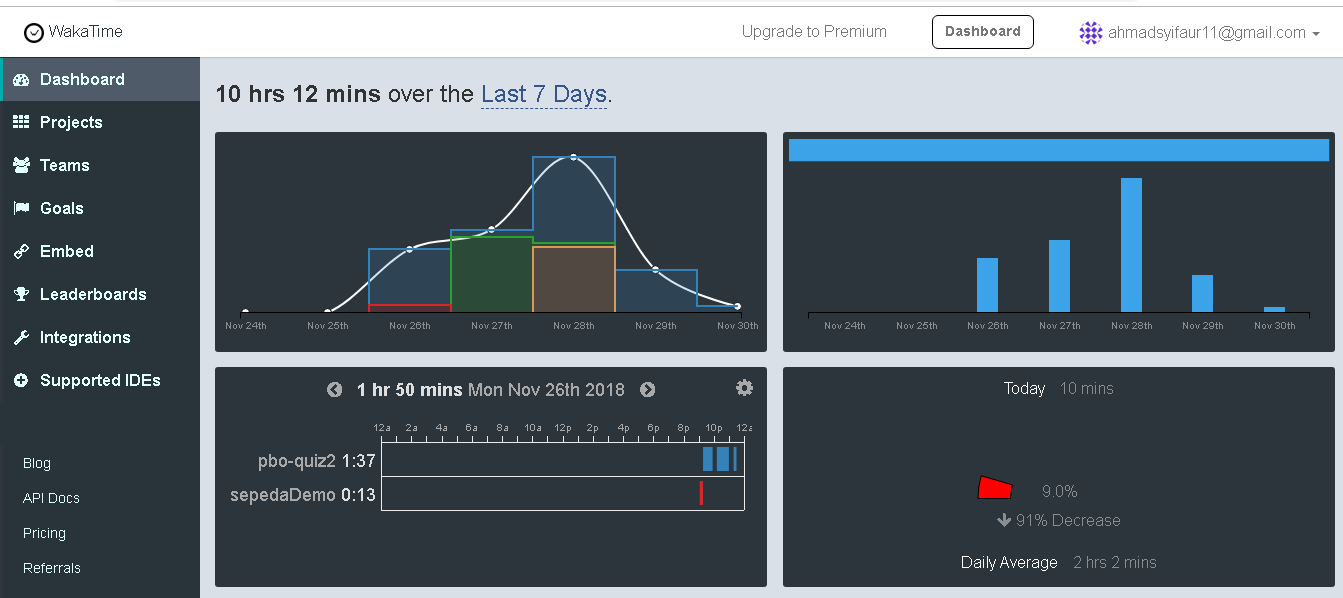 WakaTime
Upgrade to Premium
Dashboard
ahmadsyifaur11@gmail.com
Dashboard
Projects
Teams
Goals
Embed
Leaderboards
Integrations
Supported IDEs
Blog
API Docs
Pricing
Referrals
10 hrs 12 mins over the Last 7 Days.
Nov 24th Nov 25th Nov 26th Nov 27th Nov 28th Nov 29th Nov 30th
Nov 24th Nov 25th Nov 26th Nov 27th Nov 28th Nov 29th Nov 30th
1 hr 50 mins Mon Nov 26th 2018
12a 2a 4a 6a 8a 10a 12p 2p 4p 6p 8p 10p 12a
pbo-quiz2 1:37
sepedaDemo 0:13
Today 10 mins
9.0%
91% Decrease
Daily Average 2 hrs 2 mins